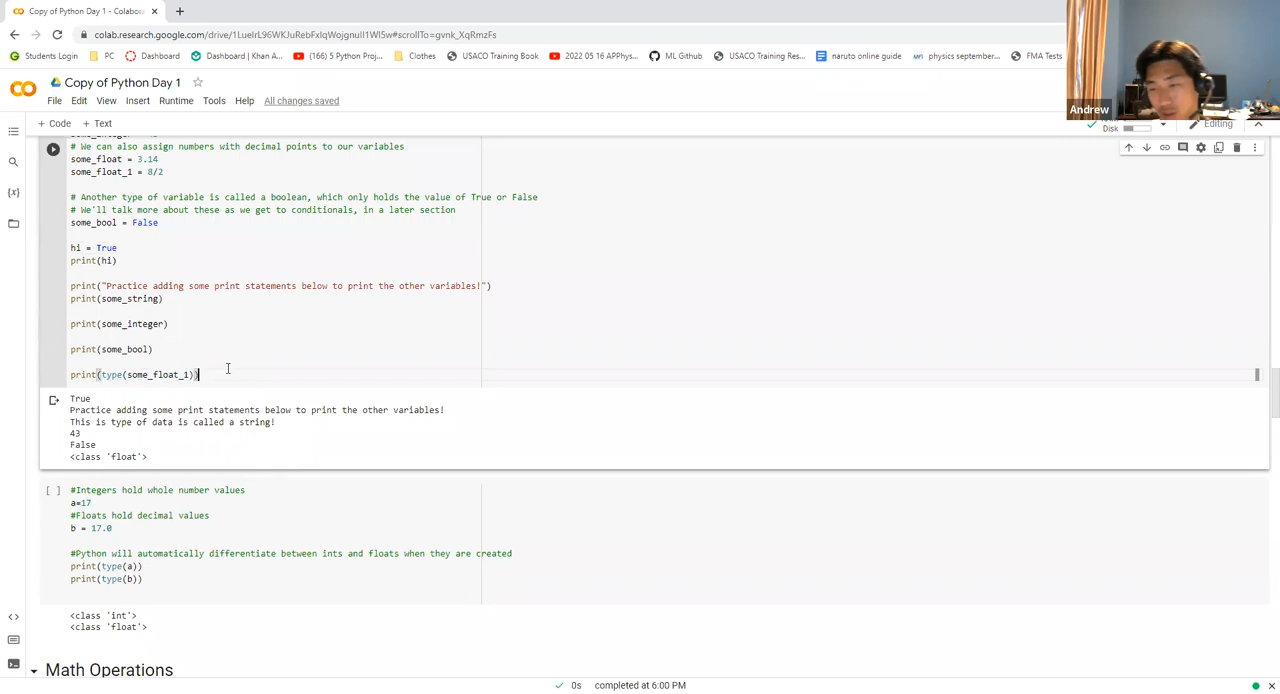 Copy of Python Day 1 - Colabora
colab.research.google.com/drive/1LuelrL96WKJuRebFxlqWojgnull1Wl5w#scrollTo=gvnk_XqRmzFs
Students Login
PC
Dashboard
Dashboard | Khan A...
(166) 5 Python Proj...
Clothes
USACO Training Book
2022 05 16 APPhys...
ML Github
USACO Training Res...
naruto online guide
physics september...
FMA Tests
Copy of Python Day 1
File Edit View Insert Runtime Tools Help All changes saved
+ Code + Text
Andrew
Disk
Editing
# We can also assign numbers with decimal points to our variables
some_float = 3.14
some_float_1 = 8/2
# Another type of variable is called a boolean, which only holds the value of True or False
# We'll talk more about these as we get to conditionals, in a later section
some_bool = False
hi = True
print(hi)
print("Practice adding some print statements below to print the other variables!")
print(some_string)
print(some_integer)
print(some_bool)
print(type(some_float_1))
True
Practice adding some print statements below to print the other variables!
This is type of data is called a string!
43
False
<class 'float'>
[ ] #Integers hold whole number values
a=17
#Floats hold decimal values
b = 17.0
#Python will automatically differentiate between ints and floats when they are created
print(type(a))
print(type(b))
<class 'int'>
<class 'float'>
Math Operations
0s completed at 6:00 PM